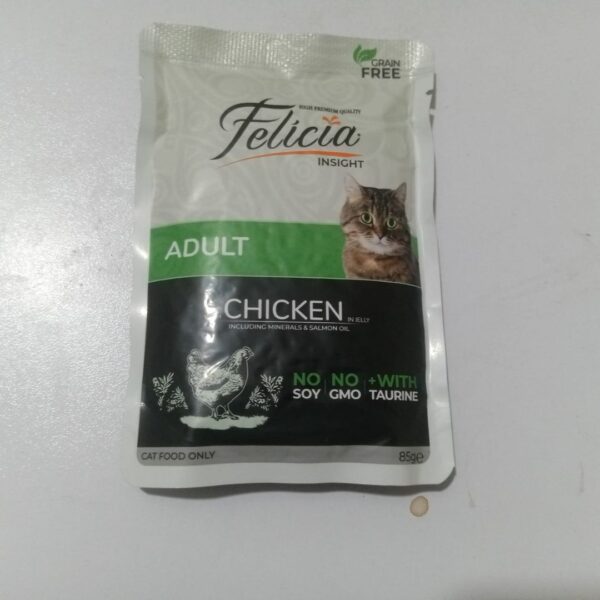 GRAIN
FREE
HIGH PREMIUM QUALITY
Felicia
INSIGHT
ADULT
CHICKEN IN JELLY
INCLUDING MINERALS & SALMON OIL
NO NO +WITH
SOY GMO TAURINE
CAT FOOD ONLY 85g℮